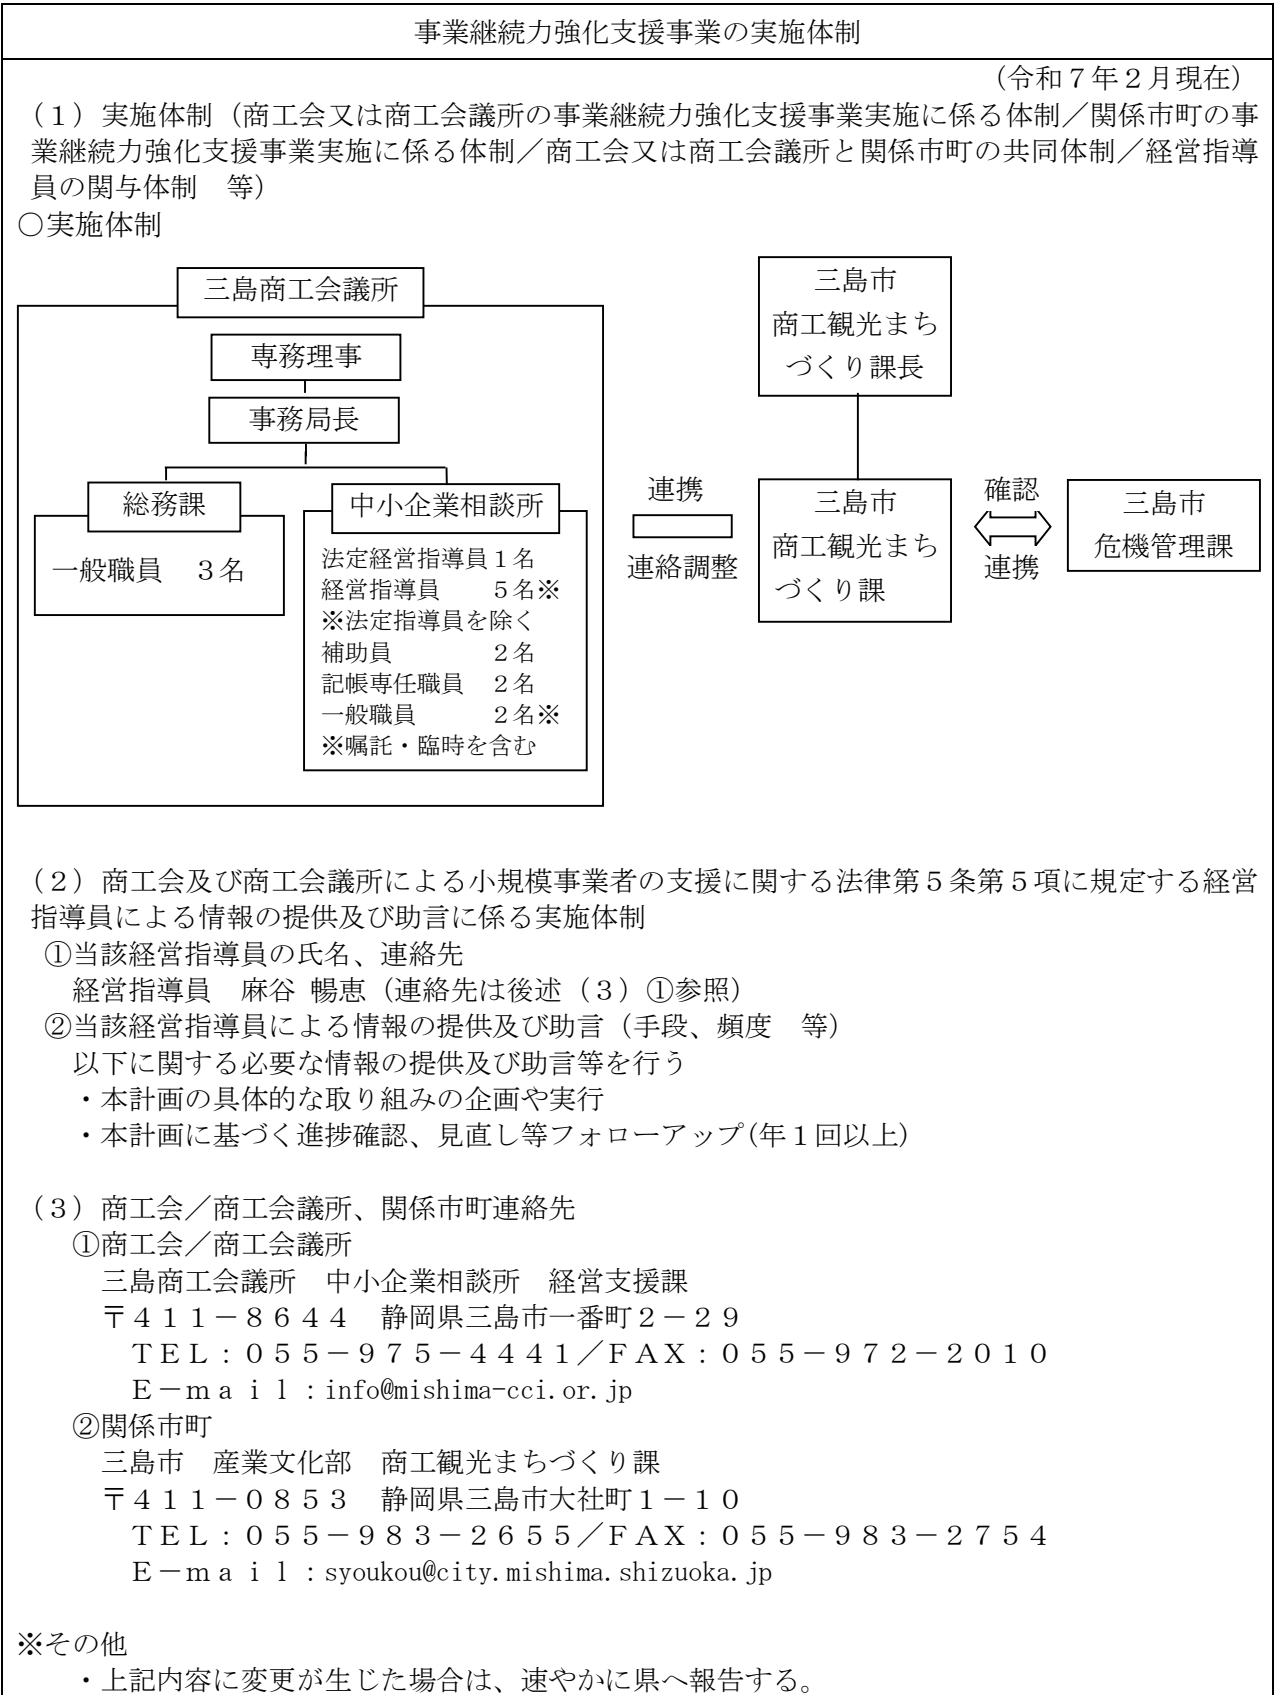 事業継続力強化支援事業の実施体制
（令和７年２月現在）
（１）実施体制（商工会又は商工会議所の事業継続力強化支援事業実施に係る体制／関係市町の事
業継続力強化支援事業実施に係る体制／商工会又は商工会議所と関係市町の共同体制／経営指導
員の関与体制　等）
○実施体制
三島商工会議所
専務理事
事務局長
総務課
一般職員　３名
中小企業相談所
法定経営指導員１名
経営指導員　　５名※
※法定指導員を除く
補助員　　　　２名
記帳専任職員　２名
一般職員　　　２名※
※嘱託・臨時を含む
連携
連絡調整
三島市
商工観光まち
づくり課長
三島市
商工観光まち
づくり課
確認
連携
三島市
危機管理課
（２）商工会及び商工会議所による小規模事業者の支援に関する法律第５条第５項に規定する経営
指導員による情報の提供及び助言に係る実施体制
①当該経営指導員の氏名、連絡先
経営指導員　麻谷 暢恵（連絡先は後述（３）①参照）
②当該経営指導員による情報の提供及び助言（手段、頻度　等）
以下に関する必要な情報の提供及び助言等を行う
・本計画の具体的な取り組みの企画や実行
・本計画に基づく進捗確認、見直し等フォローアップ(年１回以上)
（３）商工会／商工会議所、関係市町連絡先
①商工会／商工会議所
三島商工会議所　中小企業相談所　経営支援課
〒４１１－８６４４　静岡県三島市一番町２－２９
ＴＥＬ：０５５－９７５－４４４１／ＦＡＸ：０５５－９７２－２０１０
Ｅ－ｍａｉｌ：info@mishima-cci.or.jp
②関係市町
三島市　産業文化部　商工観光まちづくり課
〒４１１－０８５３　静岡県三島市大社町１－１０
ＴＥＬ：０５５－９８３－２６５５／ＦＡＸ：０５５－９８３－２７５４
Ｅ－ｍａｉｌ：syoukou@city.mishima.shizuoka.jp
※その他
・上記内容に変更が生じた場合は、速やかに県へ報告する。